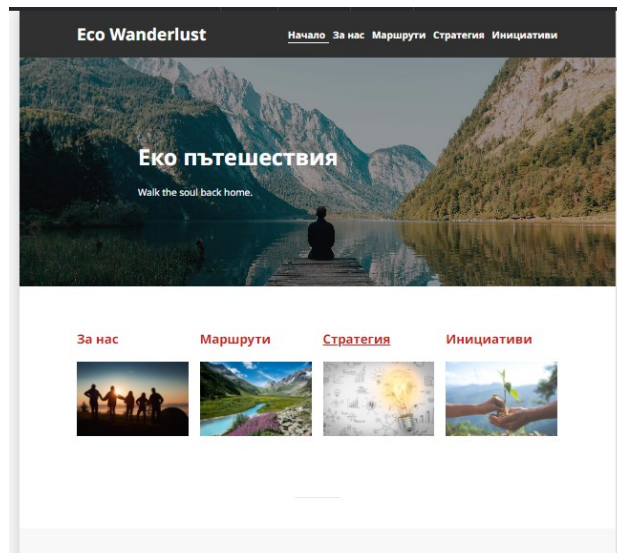 Eco Wanderlust
Начало За нас Маршрути Стратегия Инициативи
Еко пътешествия
Walk the soul back home.
За нас Маршрути Стратегия Инициативи